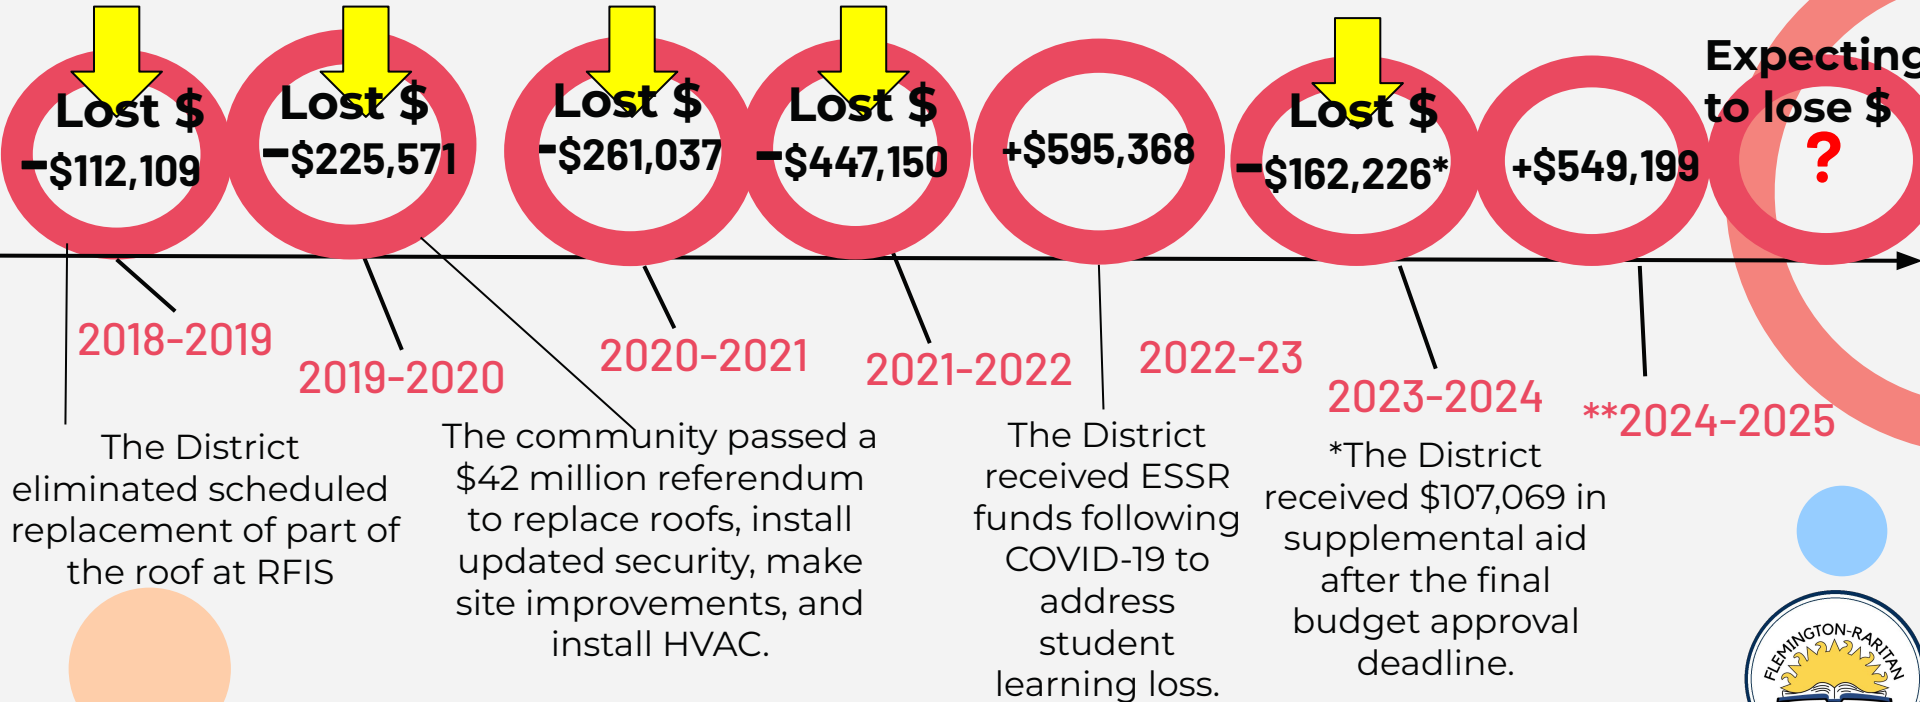 Lost $
-$112,109
Lost $
-$225,571
Lost $
-$261,037
Lost $
-$447,150
+$595,368
Lost $
-$162,226*
+$549,199
Expecting
to lose $
?
2018-2019
2019-2020
2020-2021
2021-2022
2022-23
2023-2024
**2024-2025
The District
eliminated scheduled
replacement of part of
the roof at RFIS
The community passed a
$42 million referendum
to replace roofs, install
updated security, make
site improvements, and
install HVAC.
The District
received ESSR
funds following
COVID-19 to
address
student
learning loss.
*The District
received $107,069 in
supplemental aid
after the final
budget approval
deadline.
FLEMINGTON-RARITAN